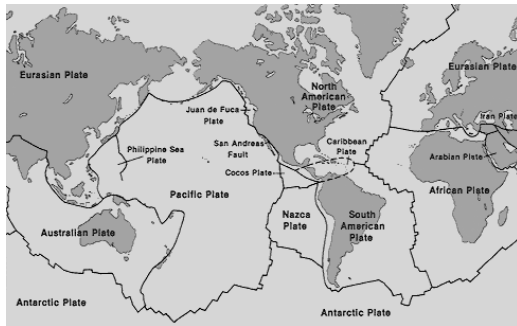 Eurasian Plate
North
American
Plate
Eurasian Plate
Juan de Fuca
Plate
Iran Plate
Philippine Sea
Plate
San Andreas
Fault
Caribbean
Plate
Arabian Plate
Cocos Plate
Pacific Plate
African Plate
Nazca
Plate
South
American
Plate
Australian Plate
Antarctic Plate
Antarctic Plate